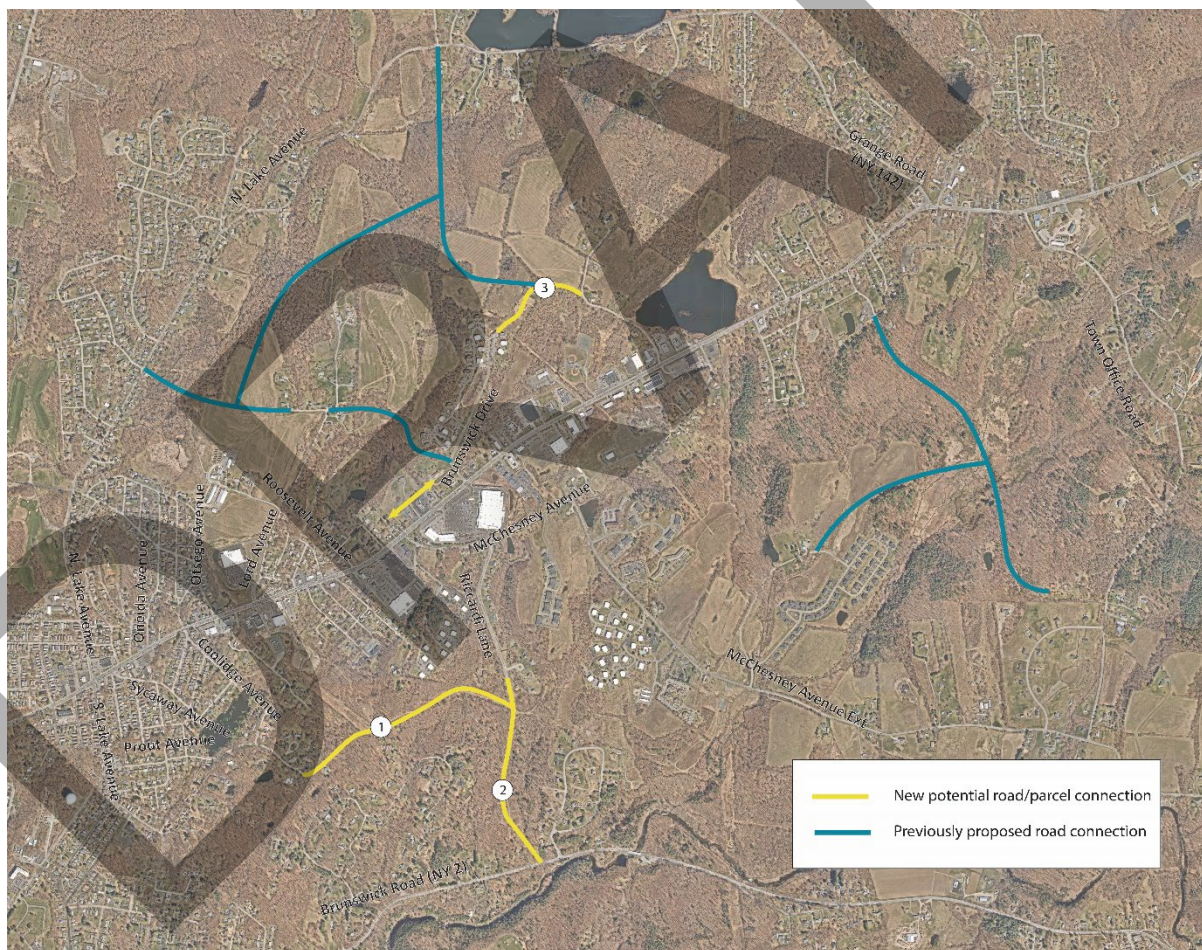 DRA
N. Lake Avenue
Grange Road
(NY 142)
3
Town Office Road
Brunswick Drive
Roosevelt Avenue
Otsego Avenue
Lord Avenue
McChesney Avenue
N. Lake Avenue
Oneida Avenue
Riccardi Lane
Coolidge Avenue
Sycaway Avenue
S. Lake Avenue
Prout Avenue
McChesney Avenue Ext.
1
2
Brunswick Road (NY 2)
New potential road/parcel connection
Previously proposed road connection